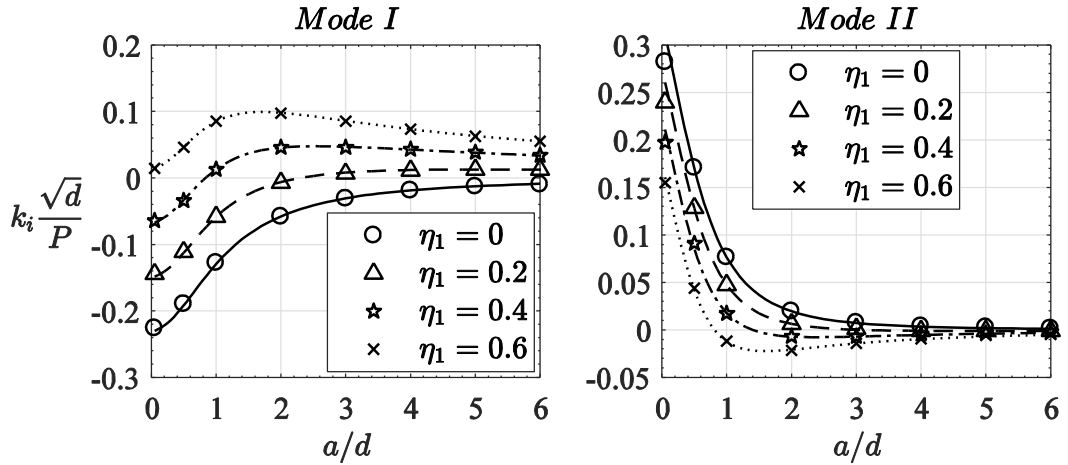 Mode I
0.2
0.1
0
-0.1
-0.2
-0.3
k_i √d / P
η₁ = 0
η₁ = 0.2
η₁ = 0.4
η₁ = 0.6
0 1 2 3 4 5 6
a/d
Mode II
0.3
0.25
0.2
0.15
0.1
0.05
0
-0.05
η₁ = 0
η₁ = 0.2
η₁ = 0.4
η₁ = 0.6
0 1 2 3 4 5 6
a/d